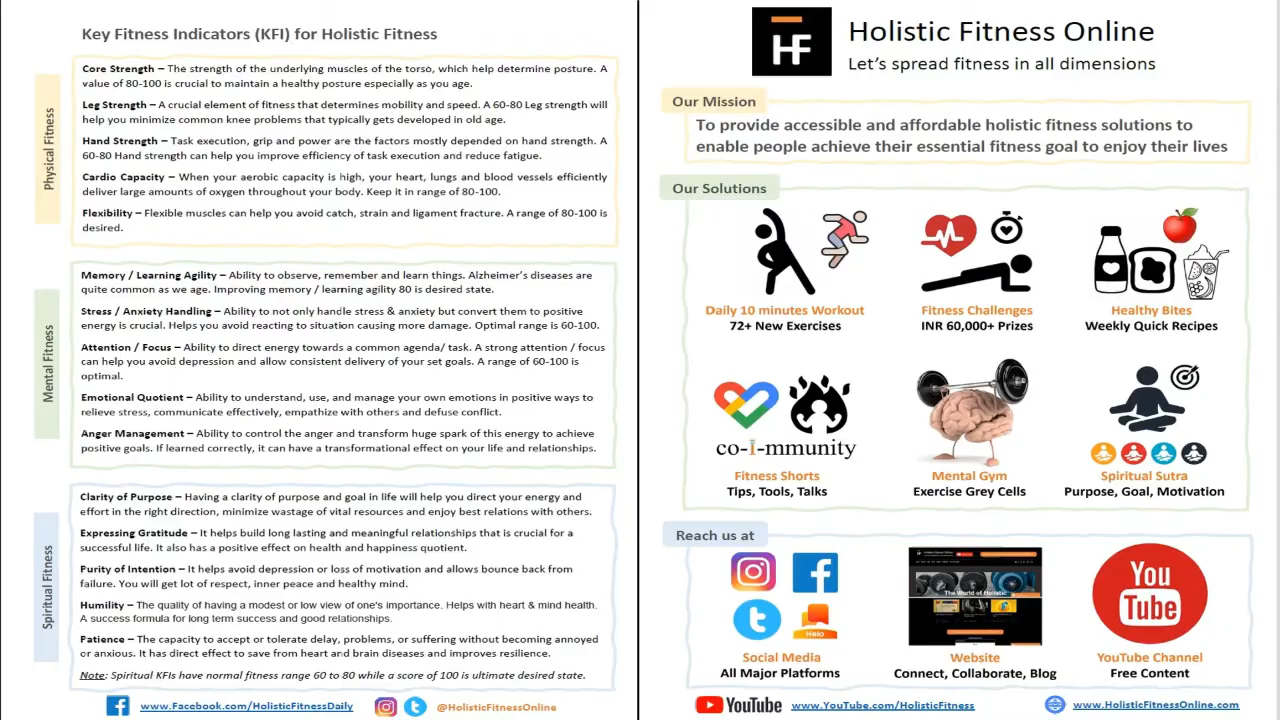 Key Fitness Indicators (KFI) for Holistic Fitness
Physical Fitness
Core Strength – The strength of the underlying muscles of the torso, which help determine posture. A
value of 80-100 is crucial to maintain a healthy posture especially as you age.
Leg Strength – A crucial element of fitness that determines mobility and speed. A 60-80 Leg strength will
help you minimize common knee problems that typically gets developed in old age.
Hand Strength – Task execution, grip and power are the factors mostly depended on hand strength. A
60-80 Hand strength can help you improve efficiency of task execution and reduce fatigue.
Cardio Capacity – When your aerobic capacity is high, your heart, lungs and blood vessels efficiently
deliver large amounts of oxygen throughout your body. Keep it in range of 80-100.
Flexibility – Flexible muscles can help you avoid catch, strain and ligament fracture. A range of 80-100 is
desired.
Mental Fitness
Memory / Learning Agility – Ability to observe, remember and learn things. Alzheimer's diseases are
quite common as we age. Improving memory / learning agility 80 is desired state.
Stress / Anxiety Handling – Ability to not only handle stress & anxiety but convert them to positive
energy is crucial. Helps you avoid reacting to situation causing more damage. Optimal range is 60-100.
Attention / Focus – Ability to direct energy towards a common agenda/ task. A strong attention / focus
can help you avoid depression and allow consistent delivery of your set goals. A range of 60-100 is
optimal.
Emotional Quotient – Ability to understand, use, and manage your own emotions in positive ways to
relieve stress, communicate effectively, empathize with others and defuse conflict.
Anger Management – Ability to control the anger and transform huge spark of this energy to achieve
positive goals. If learned correctly, it can have a transformational effect on your life and relationships.
Spiritual Fitness
Clarity of Purpose – Having a clarity of purpose and goal in life will help you direct your energy and
effort in the right direction, minimize wastage of vital resources and enjoy best relations with others.
Expressing Gratitude – It helps build long lasting and meaningful relationships that is crucial for a
successful life. It also has a positive effect on health and happiness quotient.
Purity of Intention – It helps avoid depression or loss of motivation and allows bounce back from
failure. You will get lot of respect, inner peace and healthy mind.
Humility – The quality of having a modest or low view of one's importance. Helps with heart & mind health.
A success formula for long term success and good relationships.
Patience – The capacity to accept or tolerate delay, problems, or suffering without becoming annoyed
or anxious. It has direct effect to save from heart and brain diseases and improves resilience.
Note: Spiritual KFIs have normal fitness range 60 to 80 while a score of 100 is ultimate desired state.
www.Facebook.com/HolisticFitnessDaily
@HolisticFitnessOnline
HF
Holistic Fitness Online
Let's spread fitness in all dimensions
Our Mission
To provide accessible and affordable holistic fitness solutions to
enable people achieve their essential fitness goal to enjoy their lives
Our Solutions
Daily 10 minutes Workout
72+ New Exercises
Fitness Challenges
INR 60,000+ Prizes
Healthy Bites
Weekly Quick Recipes
co-i-mmunity
Fitness Shorts
Tips, Tools, Talks
Mental Gym
Exercise Grey Cells
Spiritual Sutra
Purpose, Goal, Motivation
Reach us at
Helo
Social Media
All Major Platforms
The World of Holistic
Website
Connect, Collaborate, Blog
You
Tube
YouTube Channel
Free Content
YouTube
www.YouTube.com/HolisticFitness
www.HolisticFitnessOnline.com